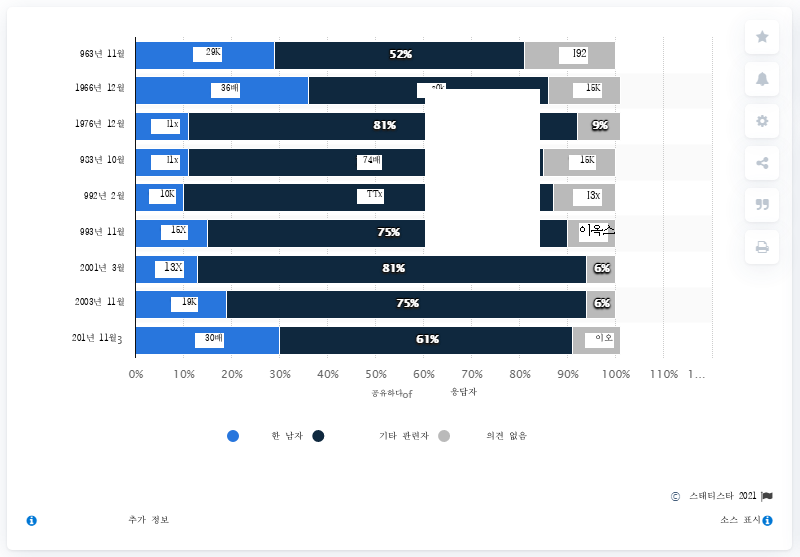 963년 11월 29K 52% 192
1966년 12월 36배 15K
1976년 12월 11x 81% 9%
983년 10월 11x 74배 15K
992년 2월 10K TTx 13x
993년 11월 15X 75% 이옥스
2001년 3월 13X 81% 6%
2003년 11월 19K 75% 6%
201년 11월3 30배 61% 이오
0% 10% 20% 30% 40% 50% 60% 70% 80% 90% 100% 110% 1...
공유하다of 응답자
한 남자 기타 관련자 의견 없음
© 스태티스타 2021
추가 정보 소스 표시